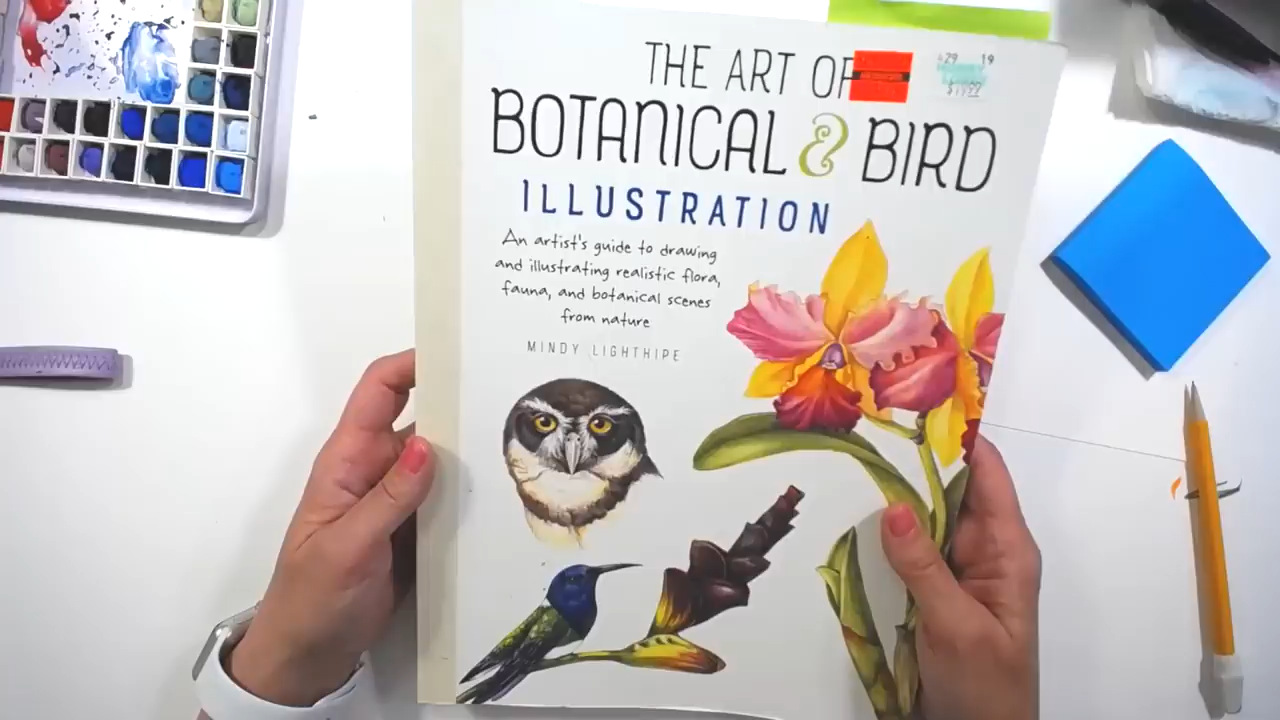 THE ART OF
BOTANICAL & BIRD
ILLUSTRATION
An artist's guide to drawing
and illustrating realistic flora,
fauna, and botanical scenes
from nature
MINDY LIGHTHIPE